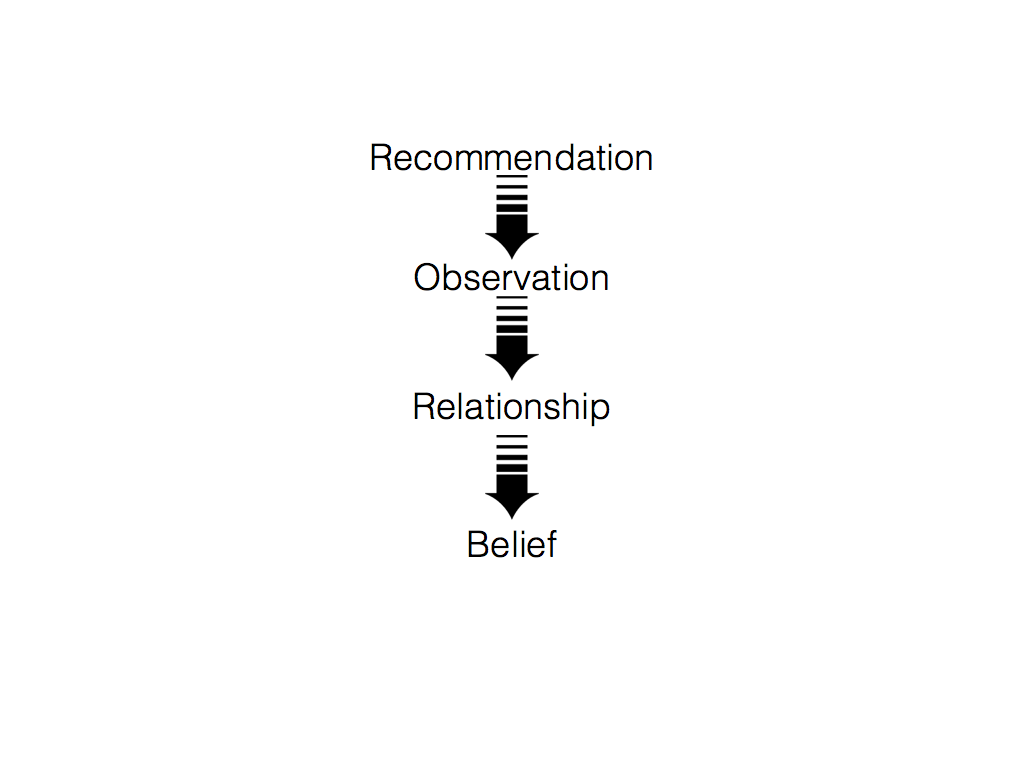 Recommendation
Observation
Relationship
Belief